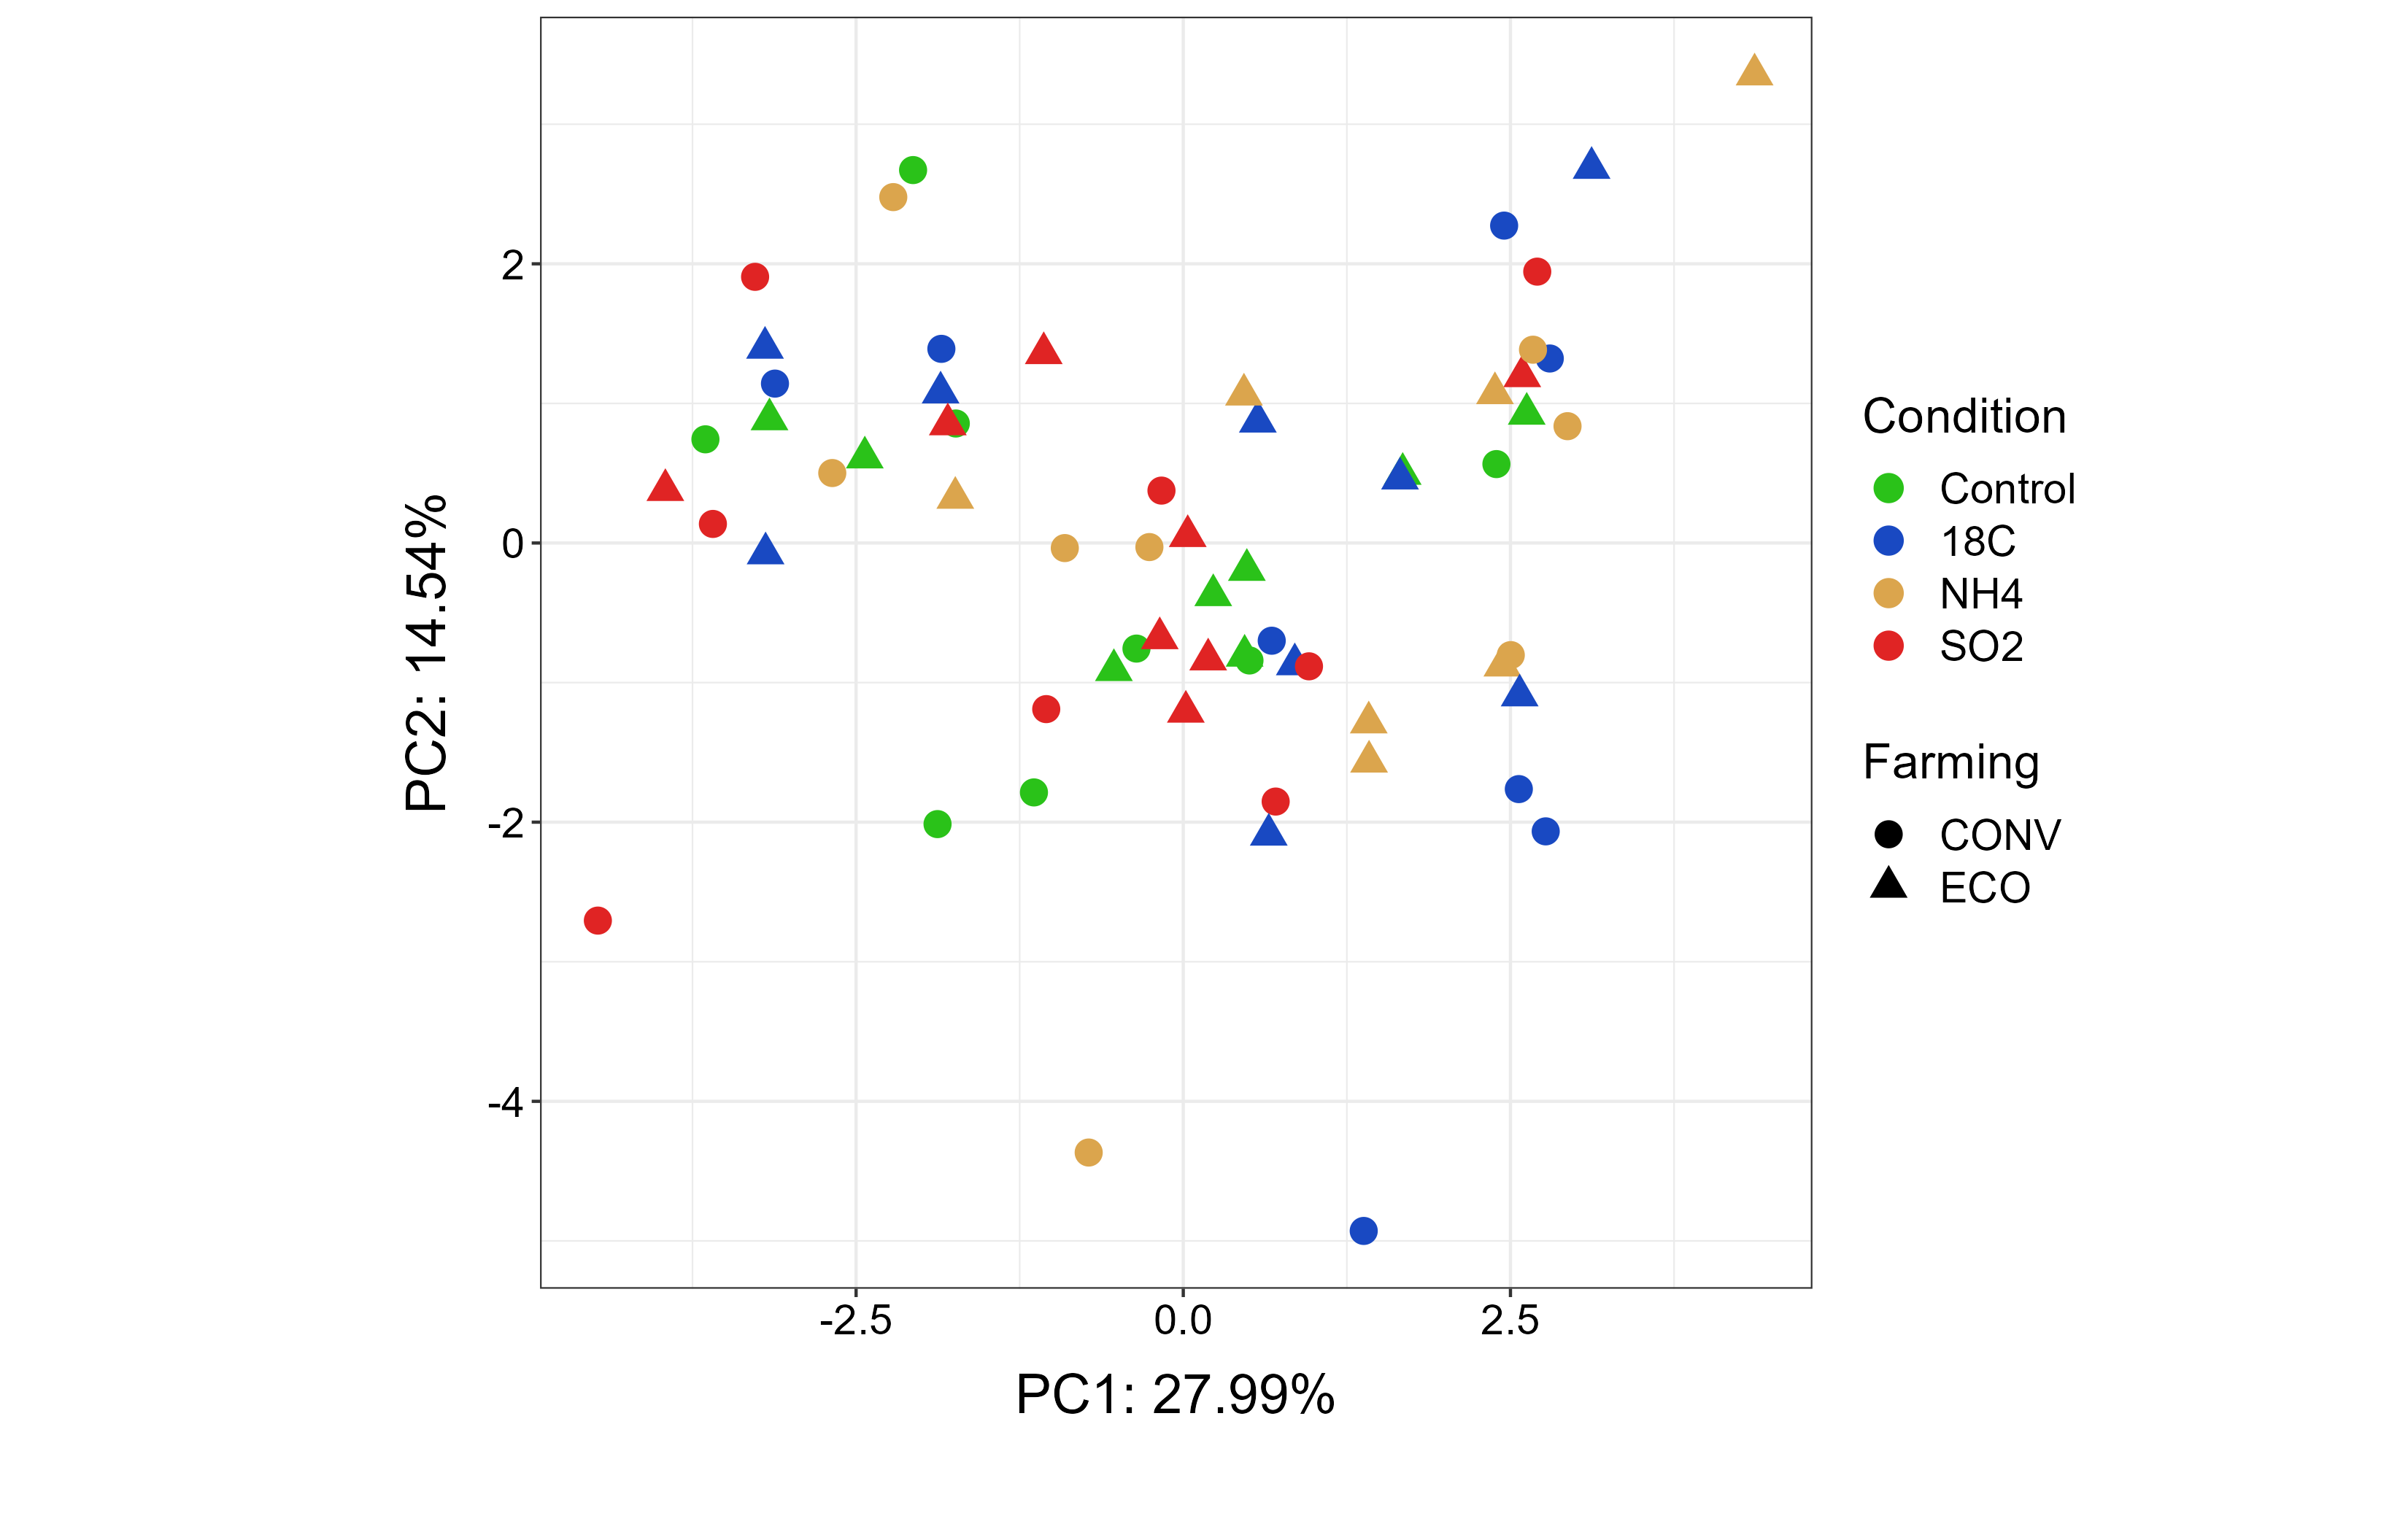 2
0
-2
-4
PC2: 14.54%
-2.5
0.0
2.5
PC1: 27.99%
Condition
Control
18C
NH4
SO2
Farming
CONV
ECO